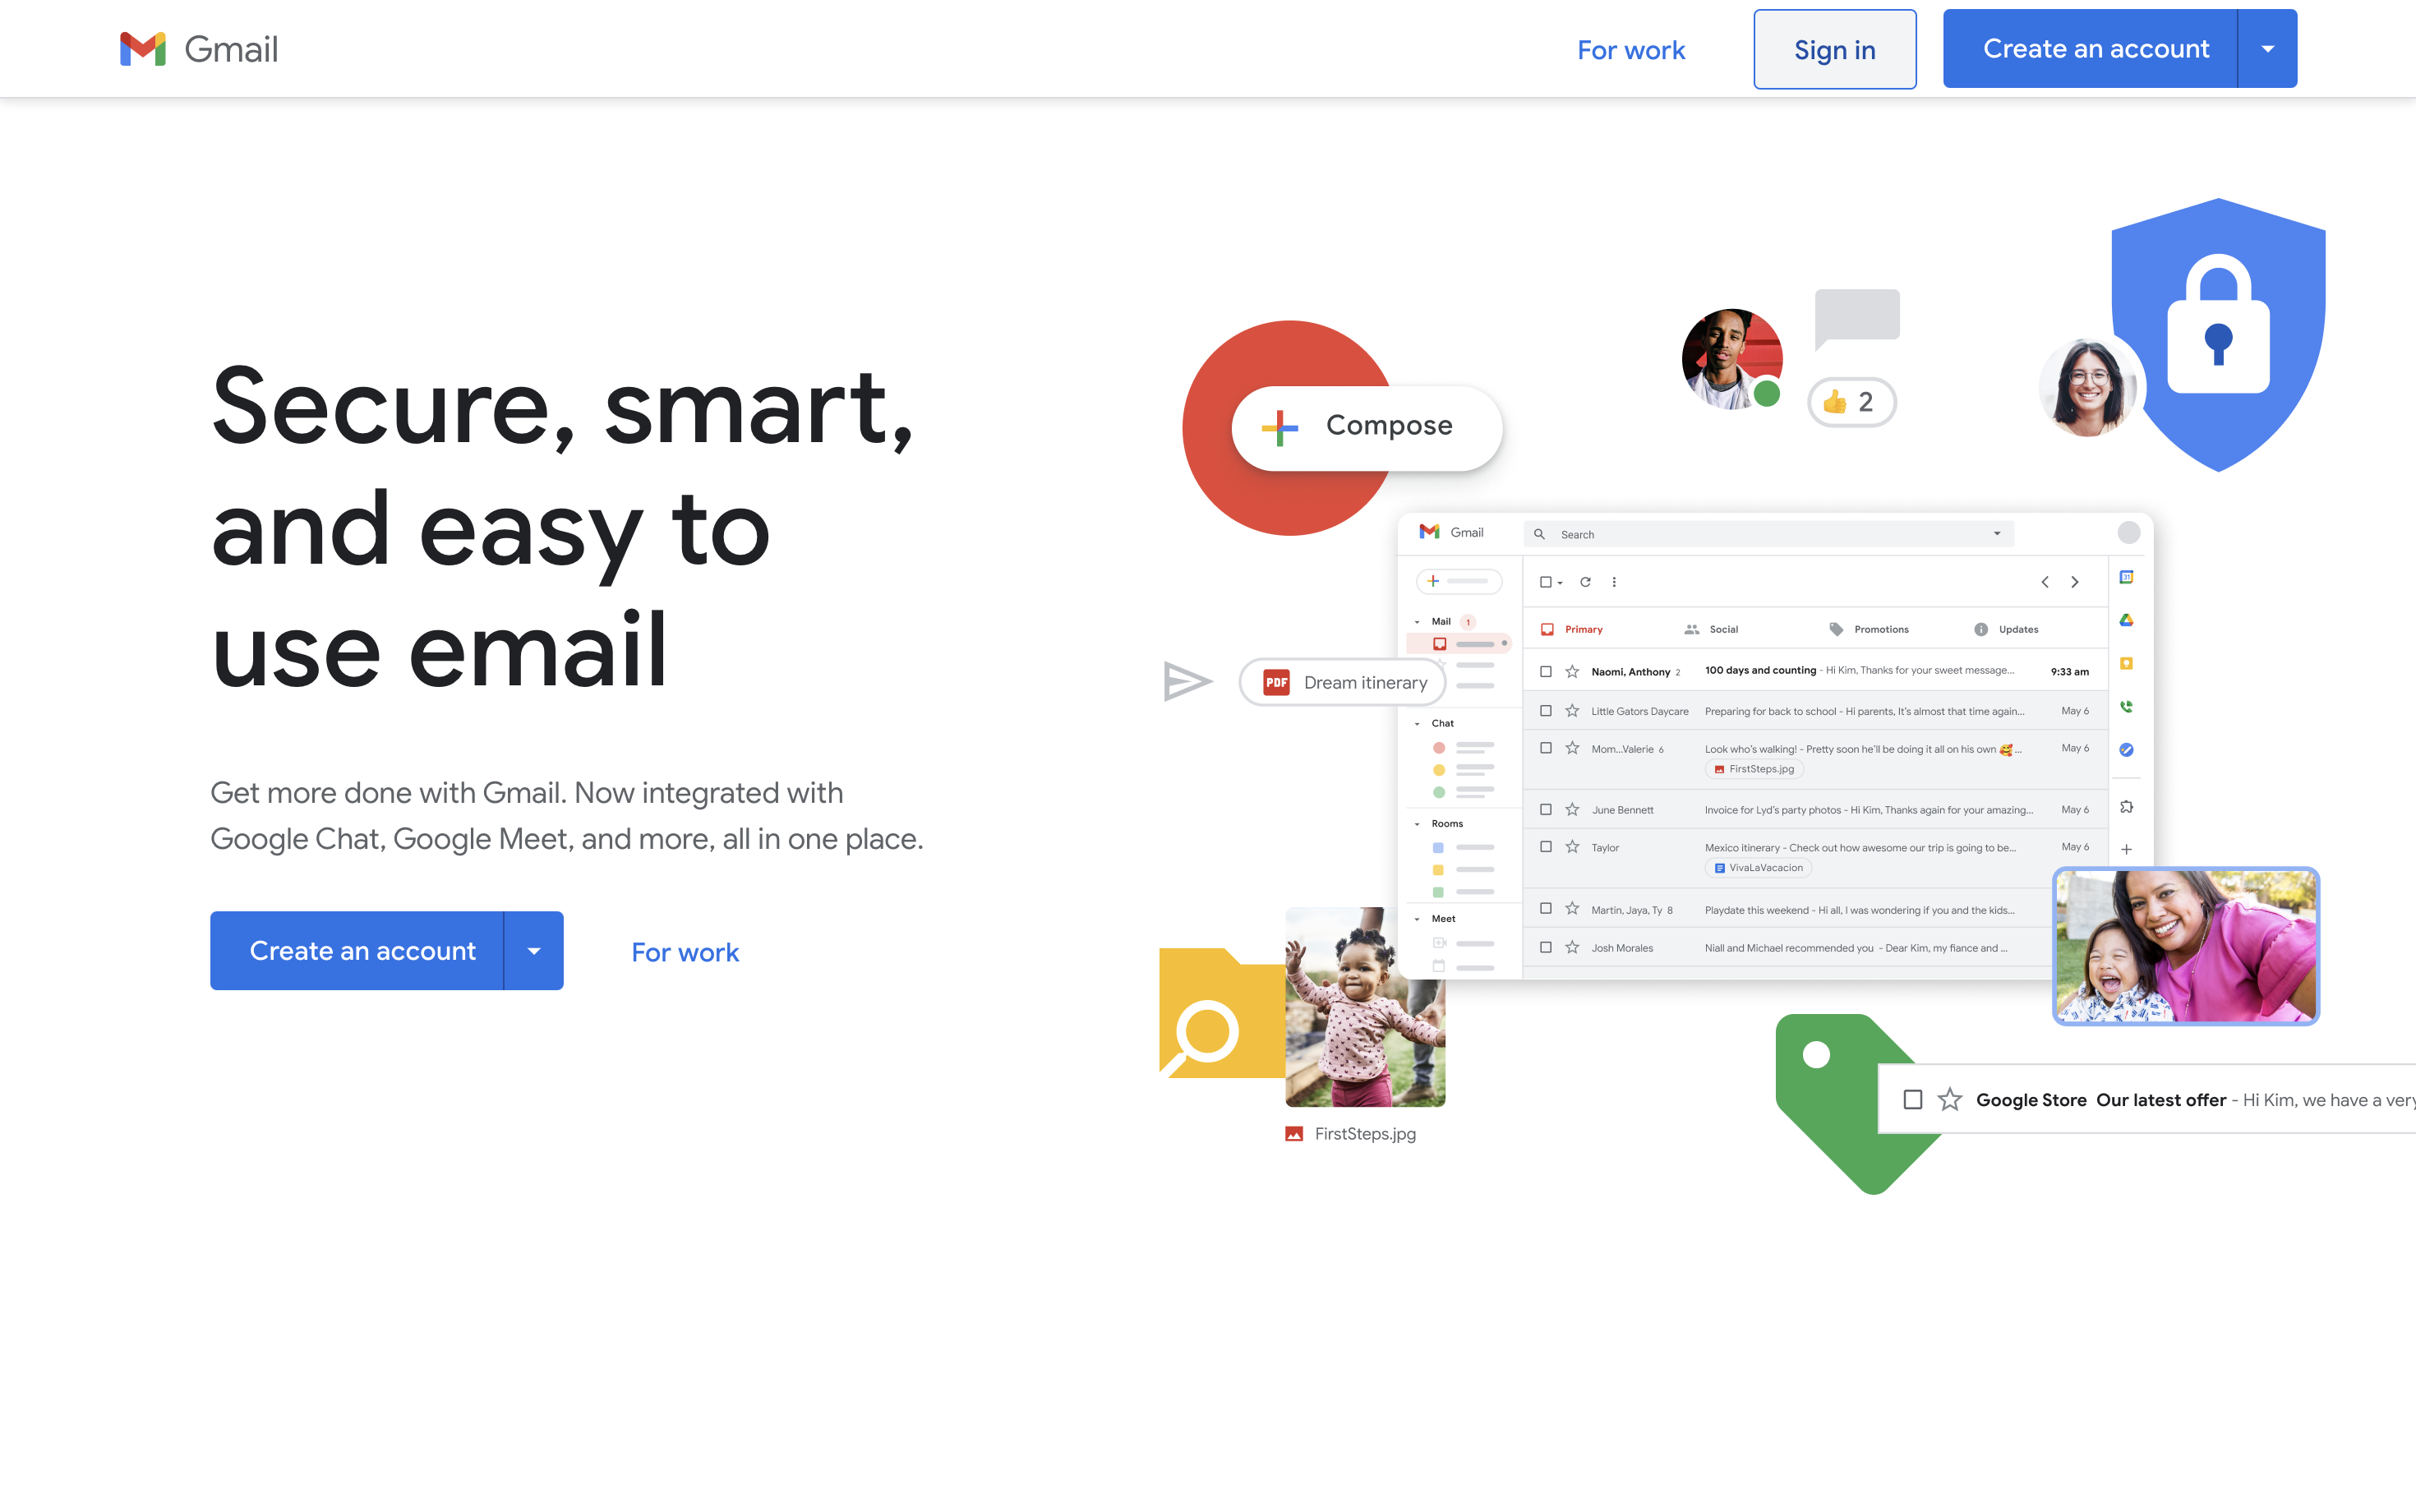 Gmail
For work
Sign in
Create an account
Secure, smart,
and easy to
use email
Get more done with Gmail. Now integrated with
Google Chat, Google Meet, and more, all in one place.
Create an account
For work
Compose
👍 2
Gmail
Search
Mail 1
Primary
Social
Promotions
Updates
Naomi, Anthony 2 100 days and counting - Hi Kim, Thanks for your sweet message... 9:33 am
PDF Dream itinerary
Little Gators Daycare Preparing for back to school - Hi parents, It's almost that time again... May 6
Chat
Mom...Valerie 6 Look who's walking! - Pretty soon he'll be doing it all on his own 🥰 ... May 6
FirstSteps.jpg
June Bennett Invoice for Lyd's party photos - Hi Kim, Thanks again for your amazing... May 6
Rooms
Taylor Mexico itinerary - Check out how awesome our trip is going to be... May 6
VivaLaVacacion
Martin, Jaya, Ty 8 Playdate this weekend - Hi all, I was wondering if you and the kids...
Meet
Josh Morales Niall and Michael recommended you - Dear Kim, my fiance and ...
31
FirstSteps.jpg
Google Store Our latest offer - Hi Kim, we have a very